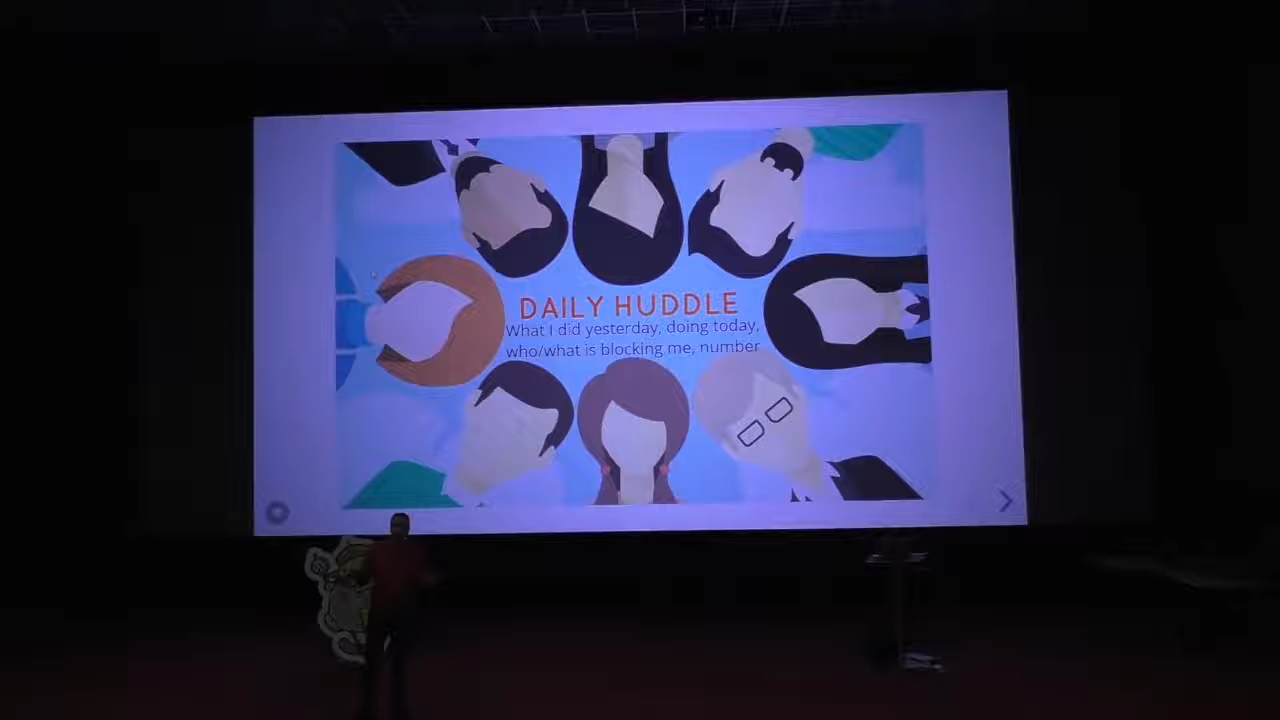 DAILY HUDDLE
What I did yesterday, doing today,
who/what is blocking me, number